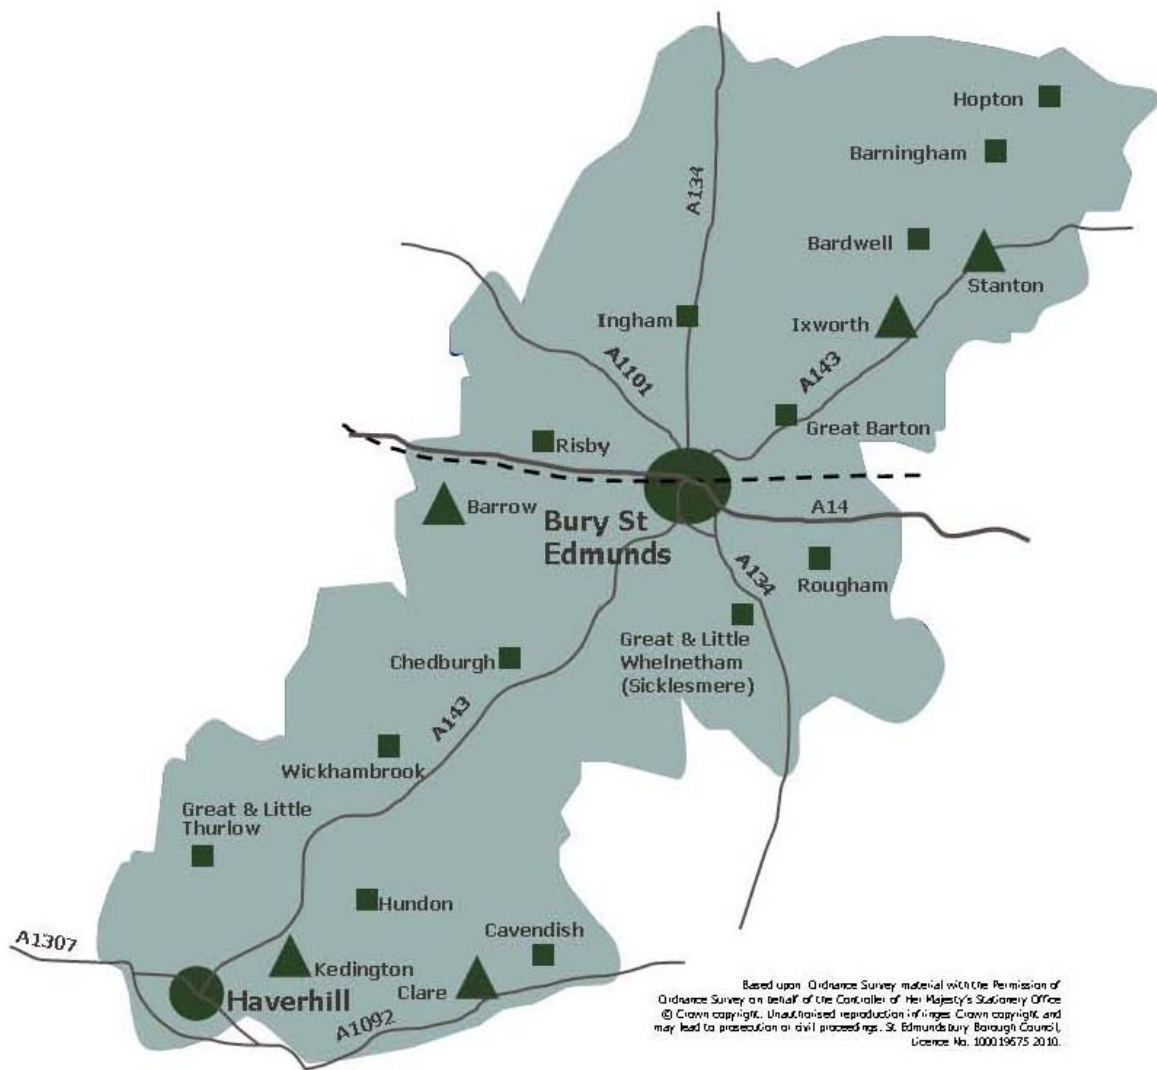 Hopton
Barningham
A134
Bardwell
Stanton
Ingham
Ixworth
A1101
A143
Great Barton
Risby
Barrow
A14
Bury St
Edmunds
A134
Rougham
Great & Little
Whelnetham
(Sicklesmere)
Chedburgh
A143
Wickhambrook
Great & Little
Thurlow
Hundon
Cavendish
A1307
Kedington
Clare
Haverhill
A1092
Based upon Ordnance Survey material with the Permission of
Ordnance Survey on behalf of the Controller of Her Majesty's Stationery Office
© Crown copyright. Unauthorised reproduction infringes Crown copyright and
may lead to prosecution or civil proceedings. St Edmundsbury Borough Council,
Licence No. 100019675 2010.